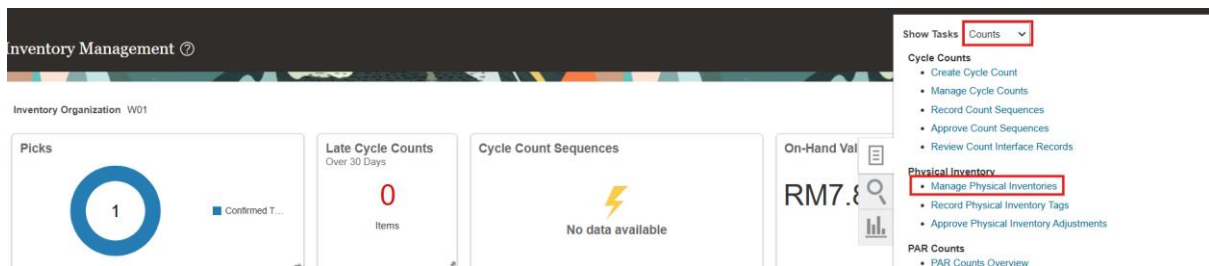 Inventory Management
Inventory Organization W01
Picks
1
Confirmed T...
Late Cycle Counts
Over 30 Days
0
Items
Cycle Count Sequences
No data available
On-Hand Val
Show Tasks Counts
Cycle Counts
• Create Cycle Count
• Manage Cycle Counts
• Record Count Sequences
• Approve Count Sequences
• Review Count Interface Records
Physical Inventory
• Manage Physical Inventories
• Record Physical Inventory Tags
• Approve Physical Inventory Adjustments
PAR Counts
• PAR Counts Overview